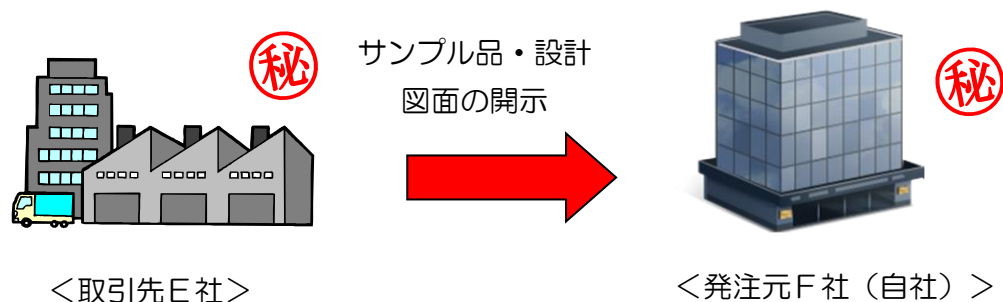 秘
サンプル品・設計
図面の開示
秘
＜取引先Ｅ社＞
＜発注元Ｆ社（自社）＞